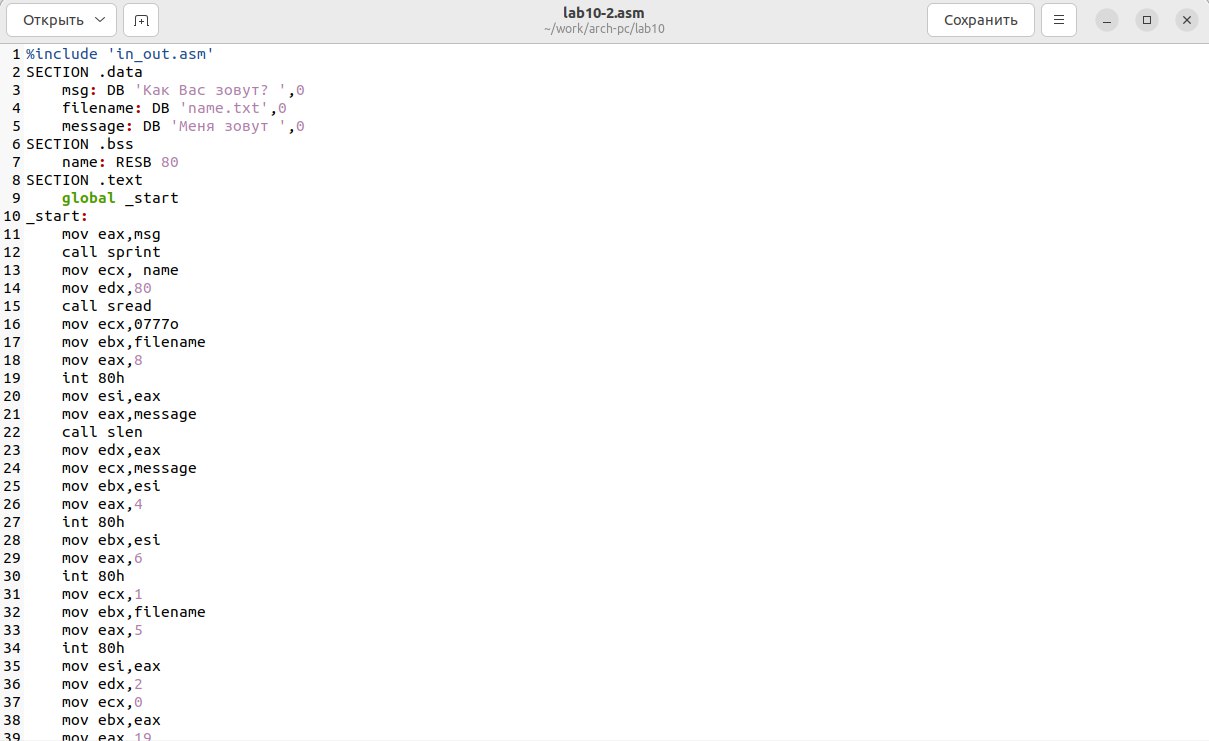 Открыть
lab10-2.asm
~/work/arch-pc/lab10
Сохранить
1 %include 'in_out.asm'
2 SECTION .data
3     msg: DB 'Как Вас зовут? ',0
4     filename: DB 'name.txt',0
5     message: DB 'Меня зовут ',0
6 SECTION .bss
7     name: RESB 80
8 SECTION .text
9     global _start
10 _start:
11     mov eax,msg
12     call sprint
13     mov ecx, name
14     mov edx,80
15     call sread
16     mov ecx,0777o
17     mov ebx,filename
18     mov eax,8
19     int 80h
20     mov esi,eax
21     mov eax,message
22     call slen
23     mov edx,eax
24     mov ecx,message
25     mov ebx,esi
26     mov eax,4
27     int 80h
28     mov ebx,esi
29     mov eax,6
30     int 80h
31     mov ecx,1
32     mov ebx,filename
33     mov eax,5
34     int 80h
35     mov esi,eax
36     mov edx,2
37     mov ecx,0
38     mov ebx,eax
39     mov eax,19